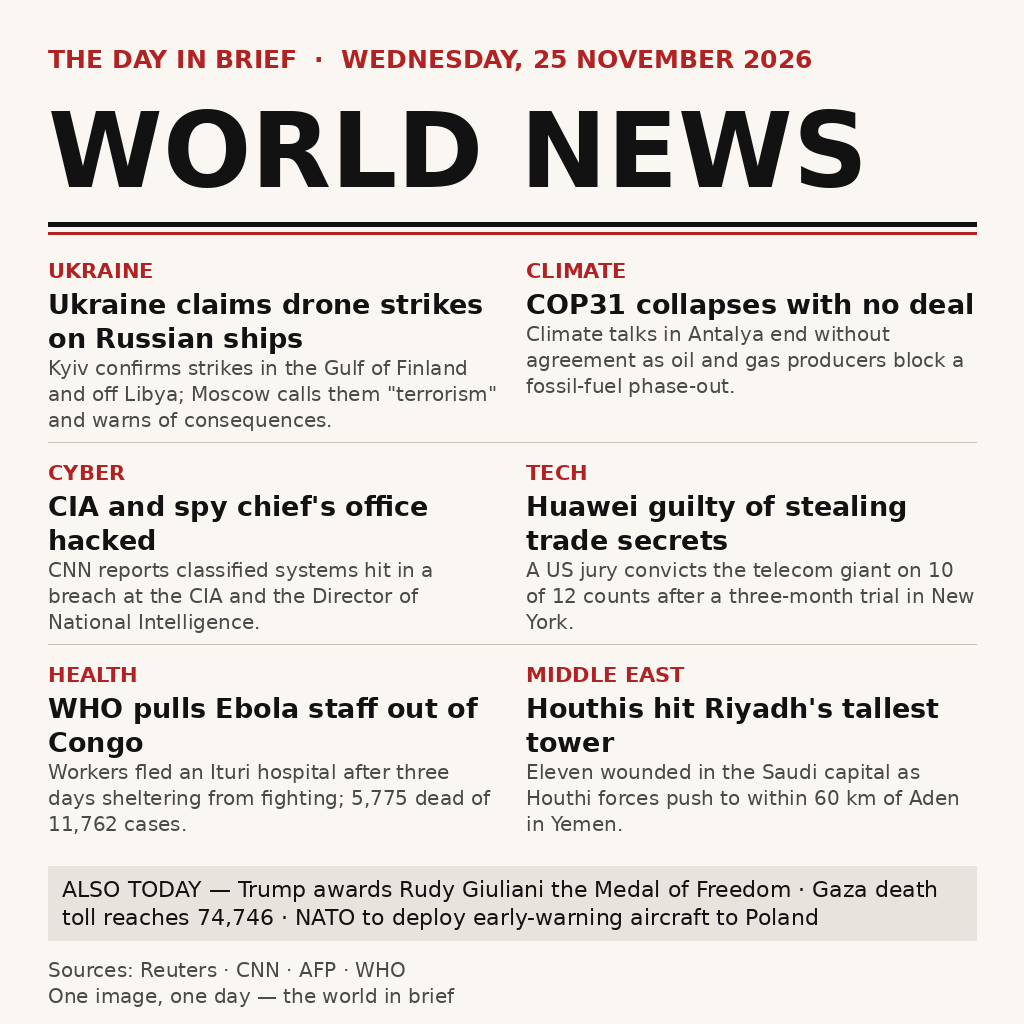 THE DAY IN BRIEF · WEDNESDAY, 25 NOVEMBER 2026
WORLD NEWS
UKRAINE
Ukraine claims drone strikes
on Russian ships
Kyiv confirms strikes in the Gulf of Finland
and off Libya; Moscow calls them "terrorism"
and warns of consequences.
CLIMATE
COP31 collapses with no deal
Climate talks in Antalya end without
agreement as oil and gas producers block a
fossil-fuel phase-out.
CYBER
CIA and spy chief's office
hacked
CNN reports classified systems hit in a
breach at the CIA and the Director of
National Intelligence.
TECH
Huawei guilty of stealing
trade secrets
A US jury convicts the telecom giant on 10
of 12 counts after a three-month trial in New
York.
HEALTH
WHO pulls Ebola staff out of
Congo
Workers fled an Ituri hospital after three
days sheltering from fighting; 5,775 dead of
11,762 cases.
MIDDLE EAST
Houthis hit Riyadh's tallest
tower
Eleven wounded in the Saudi capital as
Houthi forces push to within 60 km of Aden
in Yemen.
ALSO TODAY — Trump awards Rudy Giuliani the Medal of Freedom · Gaza death
toll reaches 74,746 · NATO to deploy early-warning aircraft to Poland
Sources: Reuters · CNN · AFP · WHO
One image, one day — the world in brief